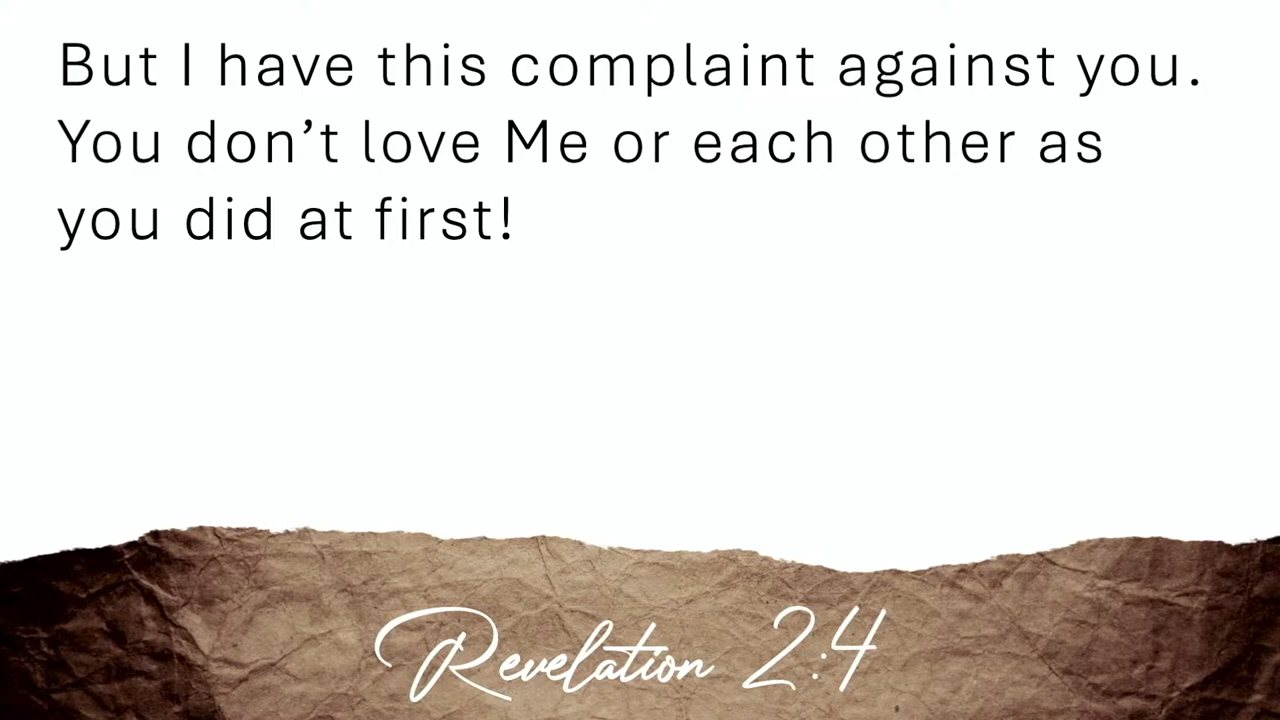 But I have this complaint against you.
You don’t love Me or each other as
you did at first!
Revelation 2:4